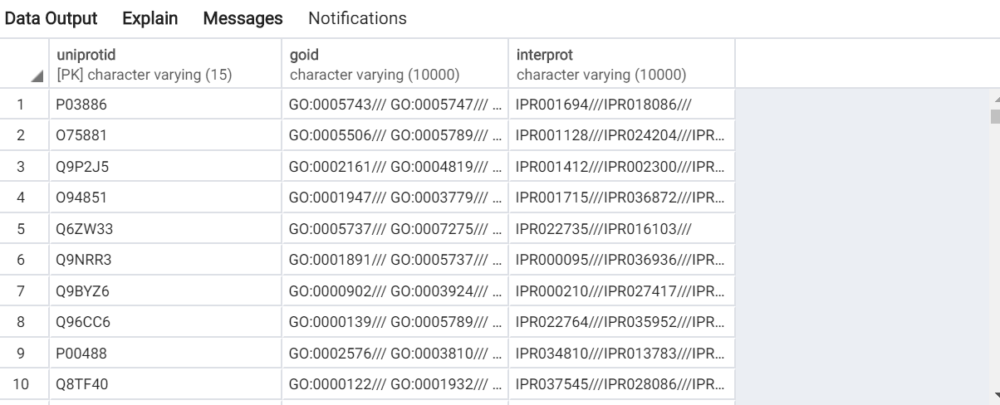 Data Output Explain Messages Notifications
uniprotid goid interprot
[PK] character varying (15) character varying (10000) character varying (10000)
1 P03886 GO:0005743/// GO:0005747/// ... IPR001694///IPR018086///
2 O75881 GO:0005506/// GO:0005789/// ... IPR001128///IPR024204///IPR...
3 Q9P2J5 GO:0002161/// GO:0004819/// ... IPR001412///IPR002300///IPR...
4 O94851 GO:0001947/// GO:0003779/// ... IPR001715///IPR036872///IPR...
5 Q6ZW33 GO:0005737/// GO:0007275/// ... IPR022735///IPR016103///
6 Q9NRR3 GO:0001891/// GO:0005737/// ... IPR000095///IPR036936///IPR...
7 Q9BYZ6 GO:0000902/// GO:0003924/// ... IPR000210///IPR027417///IPR...
8 Q96CC6 GO:0000139/// GO:0005789/// ... IPR022764///IPR035952///IPR...
9 P00488 GO:0002576/// GO:0003810/// ... IPR034810///IPR013783///IPR...
10 Q8TF40 GO:0000122/// GO:0001932/// ... IPR037545///IPR028086///IPR...